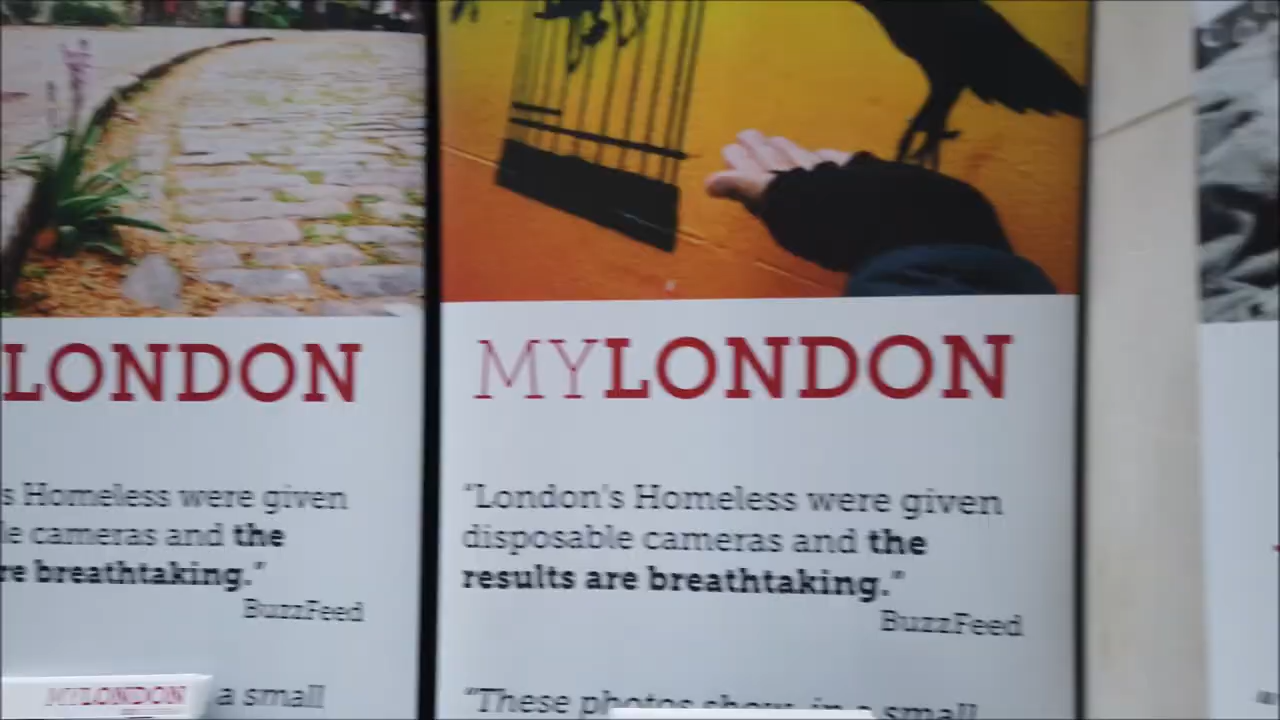 LONDON
s Homeless were given
le cameras and the
re breathtaking."
BuzzFeed
a small
MYLONDON
MYLONDON
"London's Homeless were given
disposable cameras and the
results are breathtaking."
BuzzFeed
"These photos show, in a small